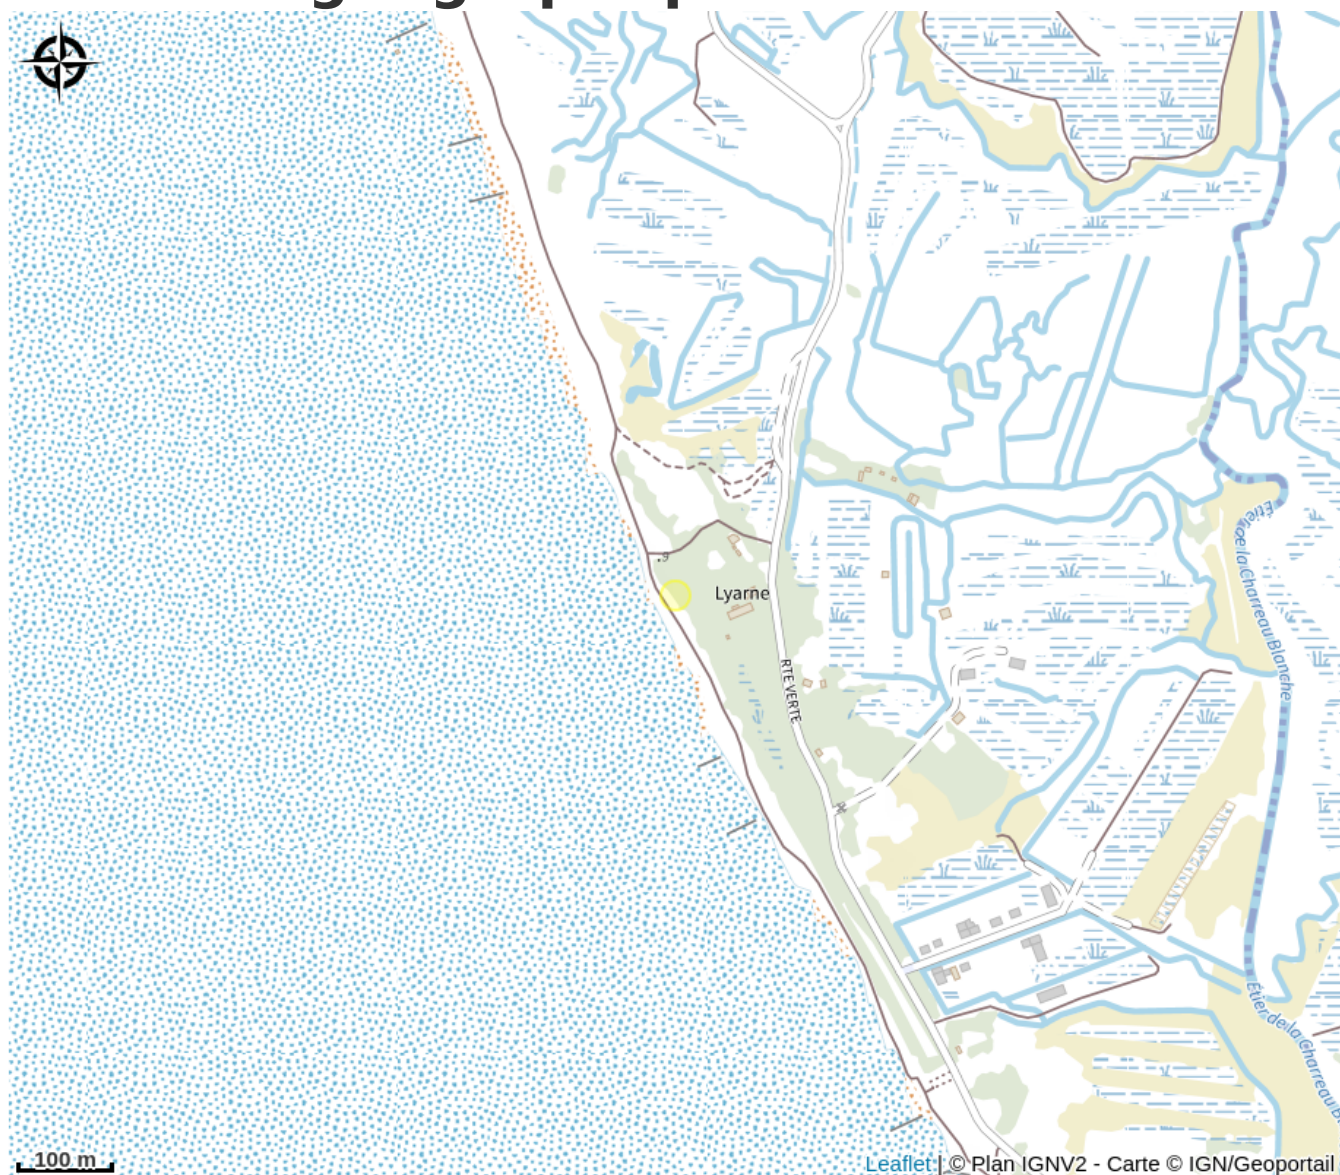 9
Lyarne
RTE VERTE
Étier de la Charreau Blanche
Étier de la Charreau B
100 m
Leaflet | © Plan IGNV2 - Carte © IGN/Geoportail